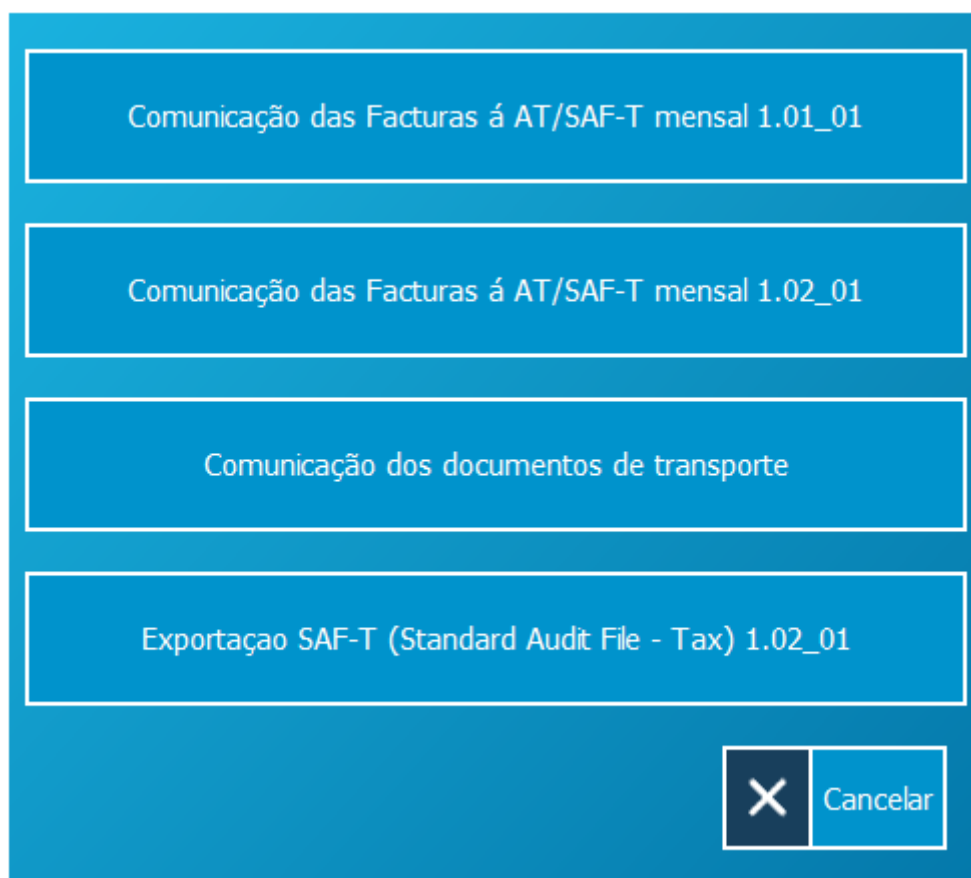 Comunicação das Facturas á AT/SAF-T mensal 1.01_01
Comunicação das Facturas á AT/SAF-T mensal 1.02_01
Comunicação dos documentos de transporte
Exportaçao SAF-T (Standard Audit File - Tax) 1.02_01
Cancelar